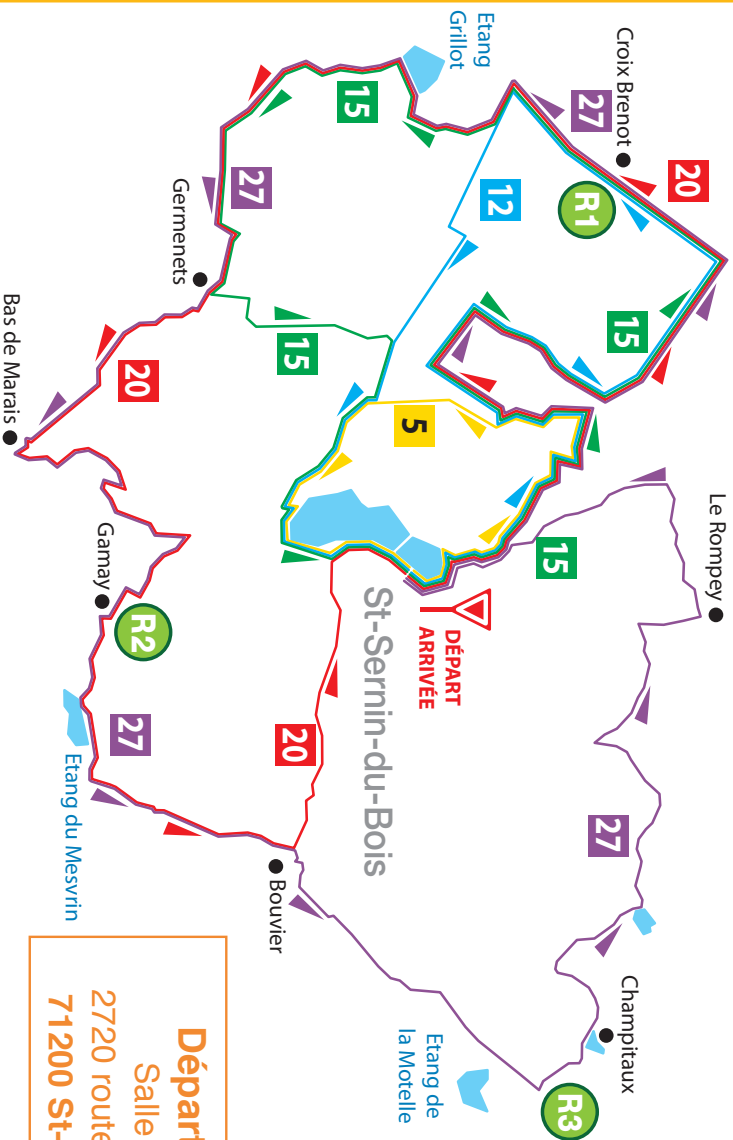 Le Rompey
20
15
Croix Brenot
Champitaux
27
27
R1
R3
15
12
Etang
Grillot
DÉPART
ARRIVÉE
Etang de
la Motelle
5
St-Sernin-du-Bois
15
15
20
Bouvier
27
Germenets
R2
20
27
Gamay
Etang du Mesvrin
Bas de Marais
Départ
Salle
2720 route
71200 St-